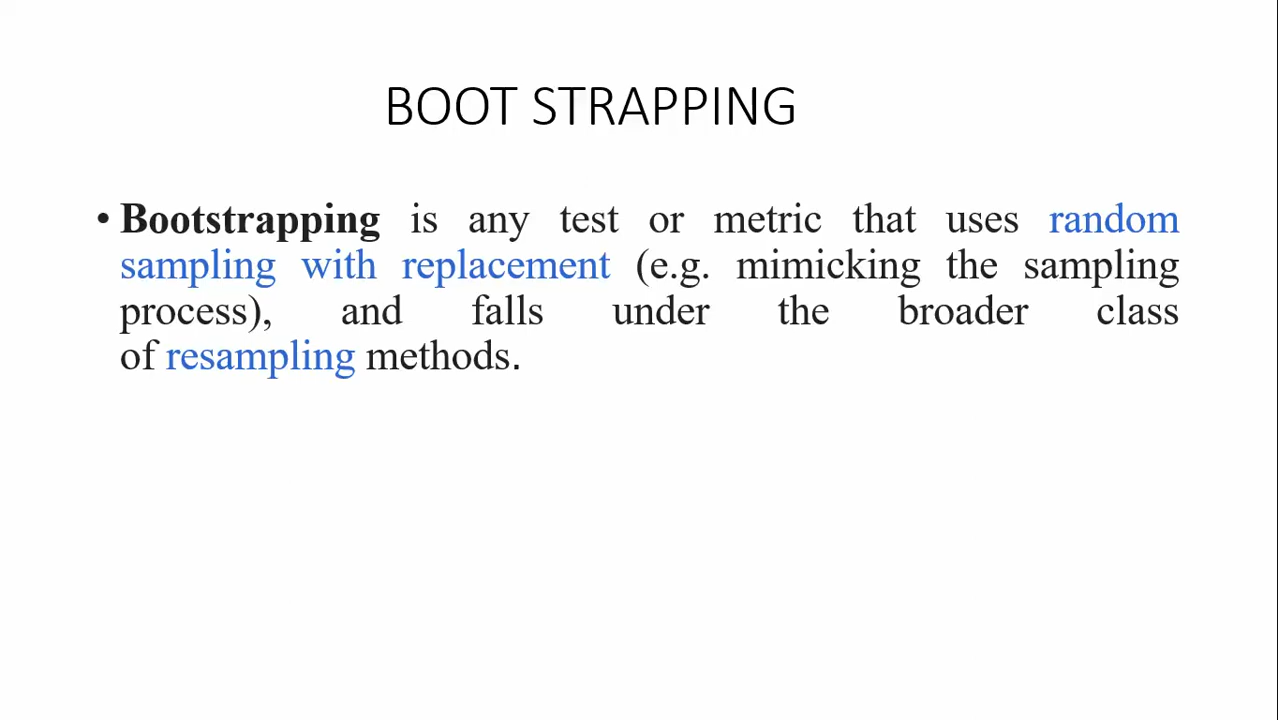 BOOT STRAPPING
• Bootstrapping is any test or metric that uses random
sampling with replacement (e.g. mimicking the sampling
process), and falls under the broader class
of resampling methods.